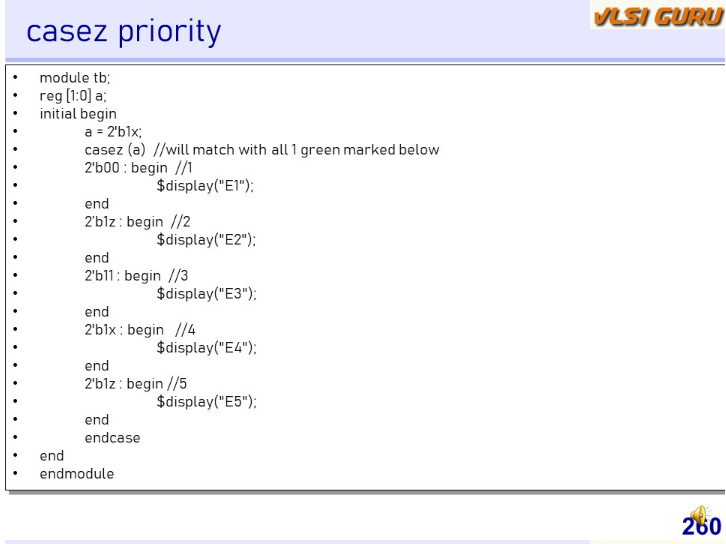 casez priority
VLSI GURU
• module tb;
• reg [1:0] a;
• initial begin
• a = 2'b1x;
• casez (a) //will match with all 1 green marked below
• 2'b00 : begin //1
• $display("E1");
• end
• 2'b1z : begin //2
• $display("E2");
• end
• 2'b11 : begin //3
• $display("E3");
• end
• 2'b1x : begin //4
• $display("E4");
• end
• 2'b1z : begin //5
• $display("E5");
• end
• endcase
• end
• endmodule
260